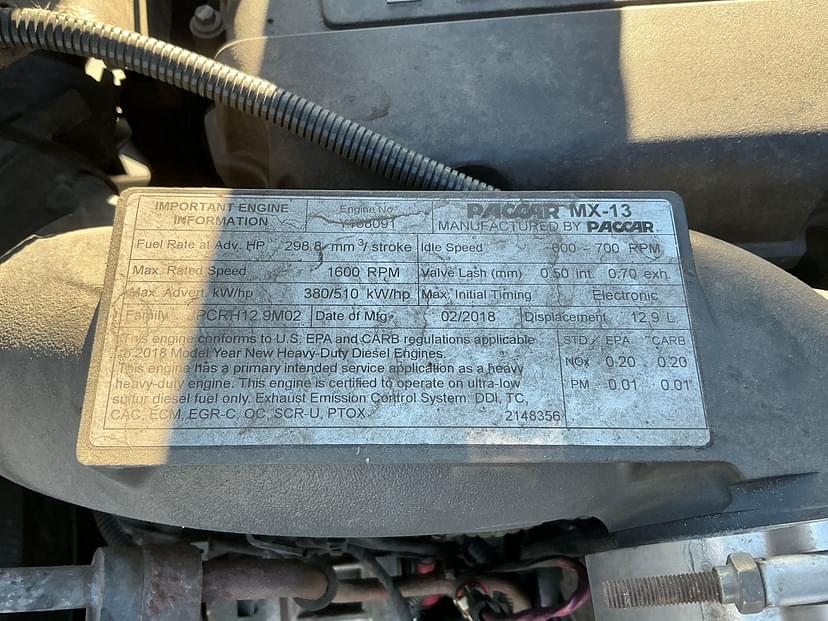 IMPORTANT ENGINE INFORMATION
Engine No.
PACCAR MX-13
MANUFACTURED BY PACCAR
Fuel Rate at Adv. HP 298.8 mm³/stroke
Idle Speed 600 - 700 RPM
Max. Rated Speed 1600 RPM
Valve Lash (mm) 0.50 int. 0.70 exh.
Max. Advert. kW/hp 380/510 kW/hp
Max. Initial Timing Electronic
Family JPCRH12.9M02
Date of Mfg. 02/2018
Displacement 12.9 L
This engine conforms to U.S. EPA and CARB regulations applicable
to 2018 Model Year New Heavy-Duty Diesel Engines.
This engine has a primary intended service application as a heavy
heavy-duty engine. This engine is certified to operate on ultra-low
sulfur diesel fuel only. Exhaust Emission Control System: DDI, TC,
CAC, ECM, EGR-C, OC, SCR-U, PTOX
2148356
STD. EPA CARB
NOx 0.20 0.20
PM 0.01 0.01